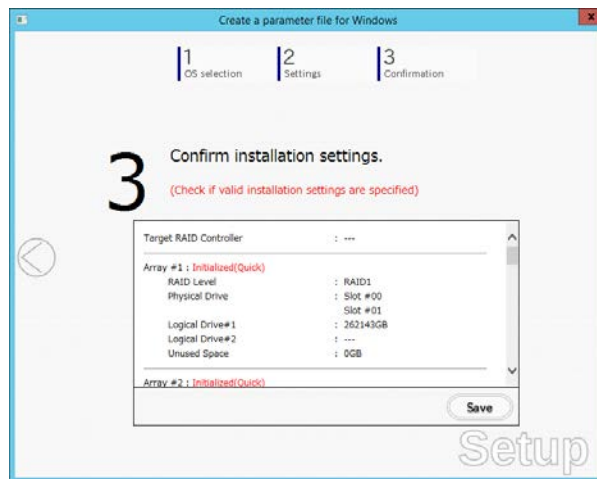 Create a parameter file for Windows
x
1
OS selection
2
Settings
3
Confirmation
3
Confirm installation settings.
(Check if valid installation settings are specified)
Target RAID Controller : ---
Array #1 : Initialized(Quick)
RAID Level : RAID1
Physical Drive : Slot #00
Slot #01
Logical Drive#1 : 262143GB
Logical Drive#2 : ---
Unused Space : 0GB
Array #2 : Initialized(Quick)
Save
Setup